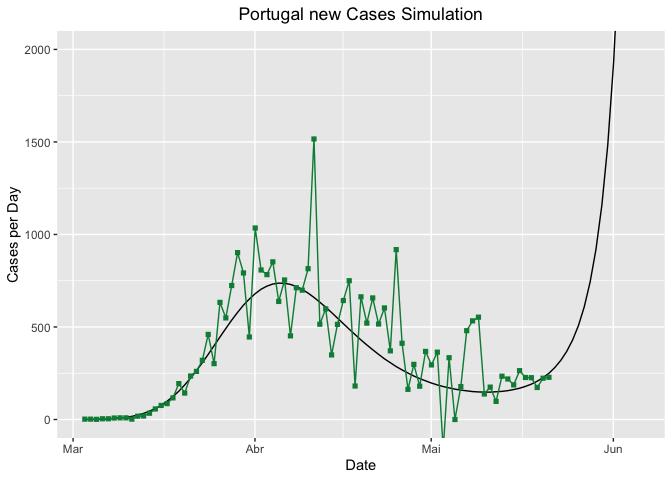 Portugal new Cases Simulation
2000
1500
1000
500
0
Cases per Day
Mar
Abr
Mai
Jun
Date